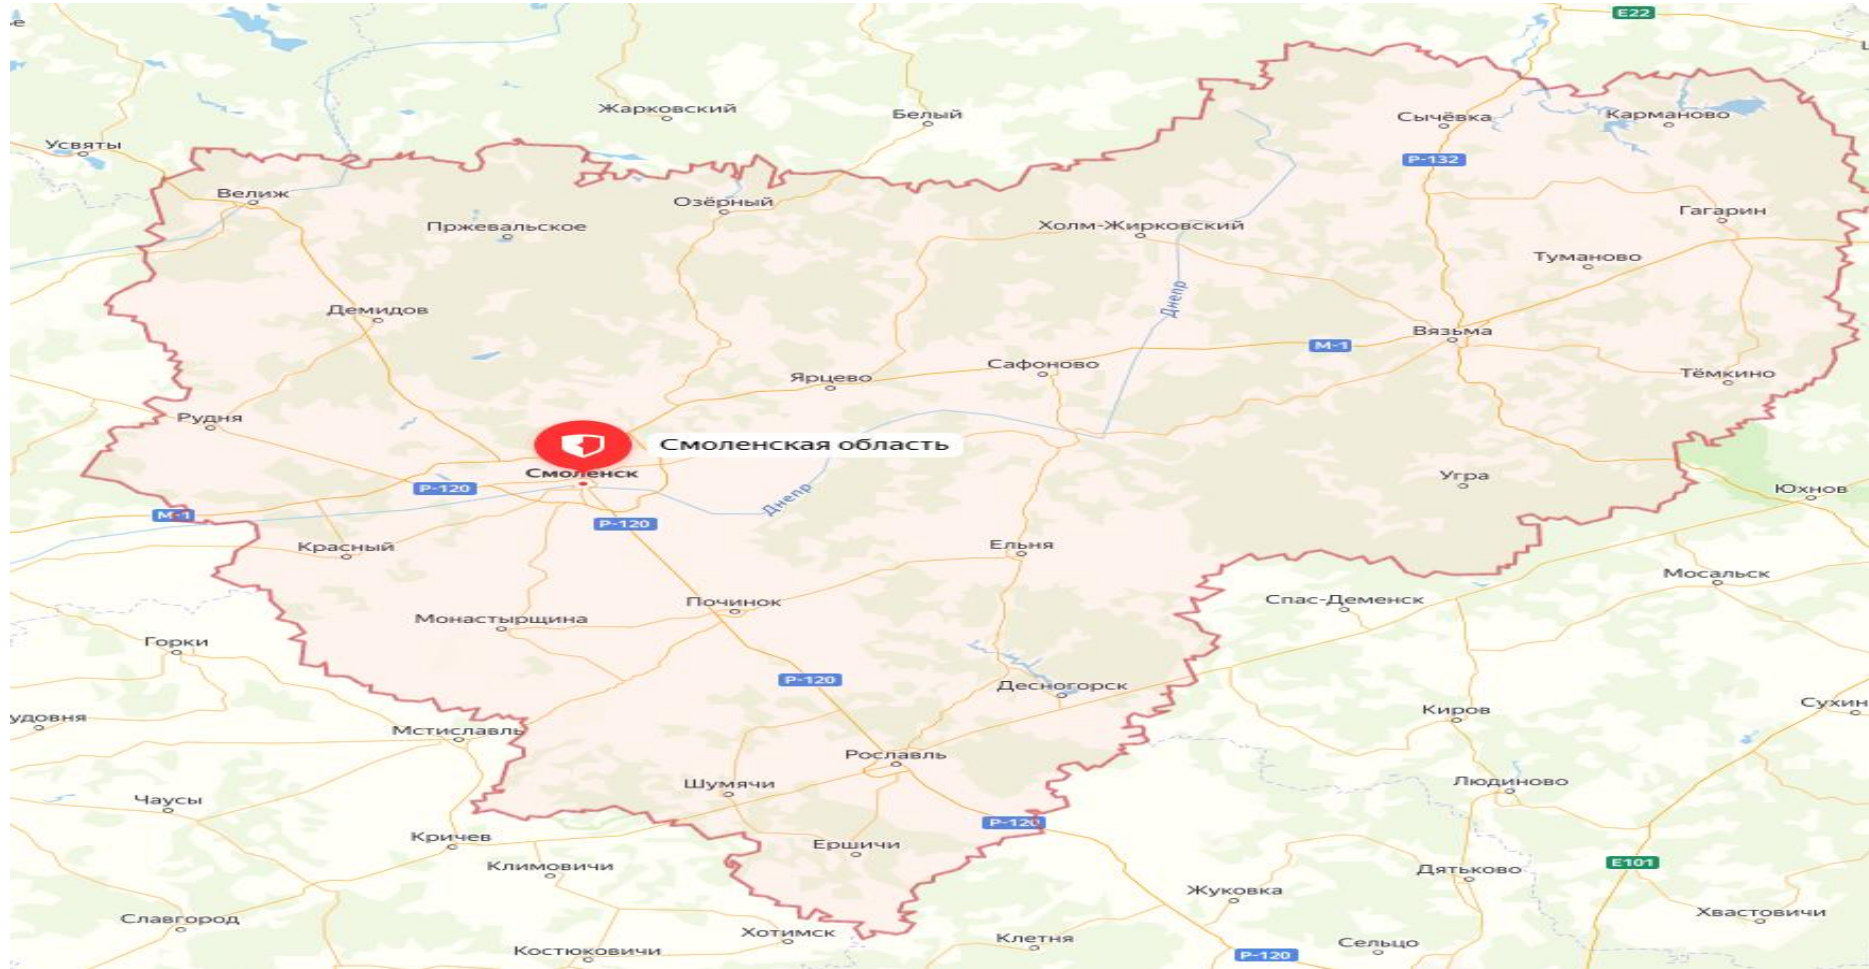 E22
Жарковский
Белый
Сычёвка
Карманово
Усвяты
Р-132
Велиж
Озёрный
Гагарин
Пржевальское
Холм-Жирковский
Туманово
Днепр
Демидов
Вязьма
М-1
Сафоново
Ярцево
Тёмкино
Рудня
Смоленская область
Смоленск
Угра
Р-120
Юхнов
Днепр
М-1
Р-120
Красный
Ельня
Мосальск
Починок
Спас-Деменск
Монастырщина
Горки
Р-120
Десногорск
Киров
Сухин
удовня
Мстиславль
Рославль
Шумячи
Людиново
Чаусы
Р-120
Кричев
Ершичи
E101
Климовичи
Дятьково
Жуковка
Хвастовичи
Славгород
Хотимск
Клетня
Сельцо
Костюковичи
Р-120